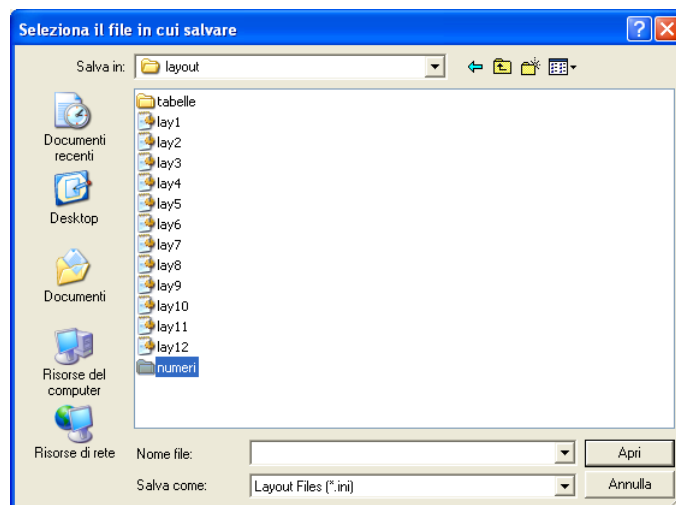 Seleziona il file in cui salvare
Salva in:
layout
Documenti recenti
Desktop
Documenti
Risorse del computer
Risorse di rete
tabelle
lay1
lay2
lay3
lay4
lay5
lay6
lay7
lay8
lay9
lay10
lay11
lay12
numeri
Nome file:
Apri
Salva come:
Layout Files (*.ini)
Annulla